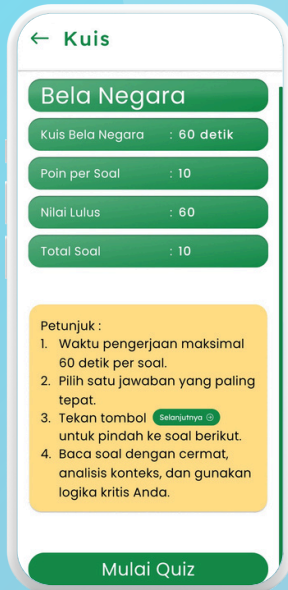 ← Kuis
Bela Negara
Kuis Bela Negara : 60 detik
Poin per Soal : 10
Nilai Lulus : 60
Total Soal : 10
Petunjuk :
1. Waktu pengerjaan maksimal
60 detik per soal.
2. Pilih satu jawaban yang paling
tepat.
3. Tekan tombol Selanjutnya
untuk pindah ke soal berikut.
4. Baca soal dengan cermat,
analisis konteks, dan gunakan
logika kritis Anda.
Mulai Quiz